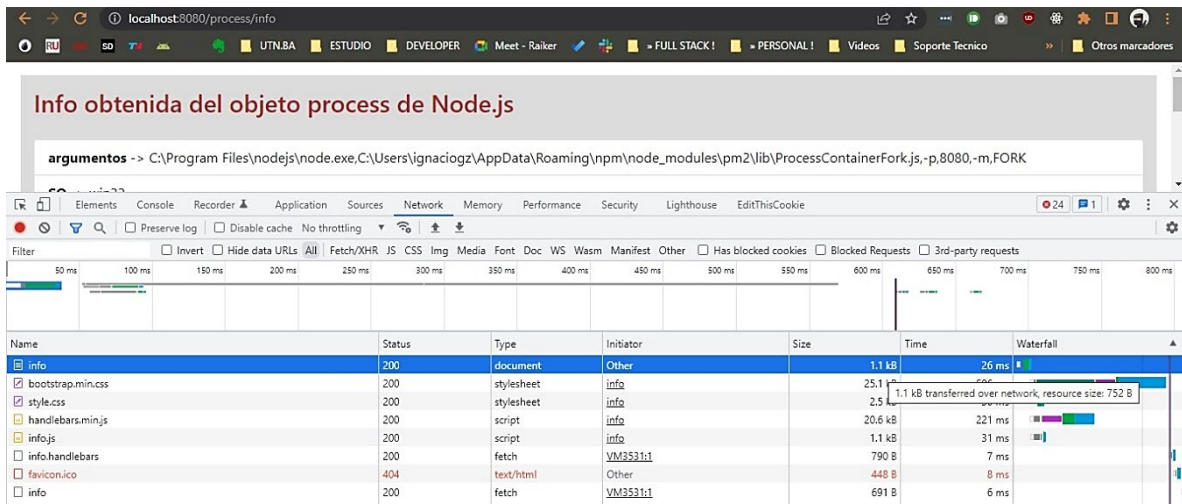 localhost:8080/process/info
RU SD UTN.BA ESTUDIO DEVELOPER Meet - Raiker » FULL STACK ! » PERSONAL ! Videos Soporte Tecnico » Otros marcadores
Info obtenida del objeto process de Node.js
argumentos -> C:\Program Files\nodejs\node.exe,C:\Users\ignaciogz\AppData\Roaming\npm\node_modules\pm2\lib\ProcessContainerFork.js,-p,8080,-m,FORK
SO -> win32
Elements Console Recorder Application Sources Network Memory Performance Security Lighthouse EditThisCookie 24 1
Preserve log Disable cache No throttling
Filter Invert Hide data URLs All Fetch/XHR JS CSS Img Media Font Doc WS Wasm Manifest Other Has blocked cookies Blocked Requests 3rd-party requests
50 ms 100 ms 150 ms 200 ms 250 ms 300 ms 350 ms 400 ms 450 ms 500 ms 550 ms 600 ms 650 ms 700 ms 750 ms 800 ms
Name Status Type Initiator Size Time Waterfall
info 200 document Other 1.1 kB 26 ms
bootstrap.min.css 200 stylesheet info 25.1
1.1 kB transferred over network, resource size: 752 B
style.css 200 stylesheet info 2.5
handlebars.min.js 200 script info 20.6 kB 221 ms
info.js 200 script info 1.1 kB 31 ms
info.handlebars 200 fetch VM3531:1 790 B 7 ms
favicon.ico 404 text/html Other 448 B 8 ms
info 200 fetch VM3531:1 691 B 6 ms